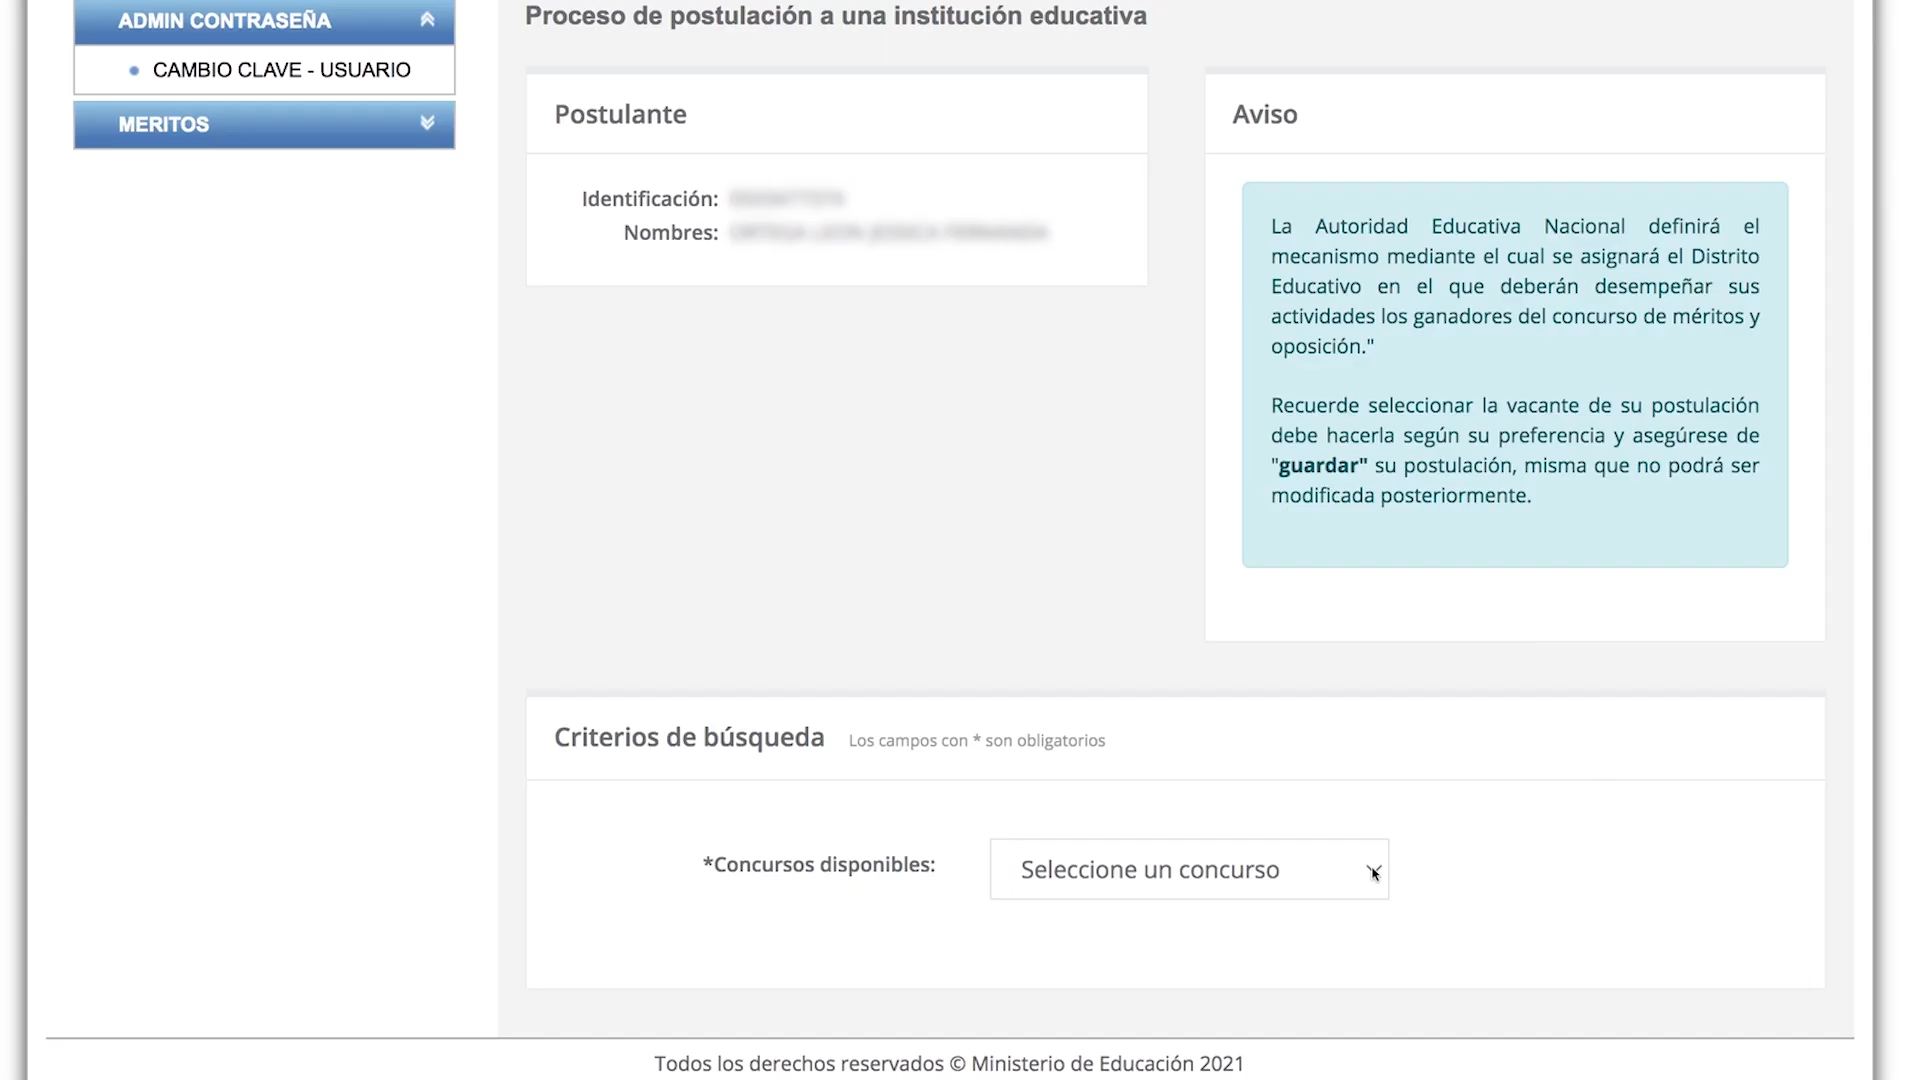 ADMIN CONTRASEÑA
CAMBIO CLAVE - USUARIO
MERITOS
Proceso de postulación a una institución educativa
Postulante
Identificación:
Nombres:
Aviso
La Autoridad Educativa Nacional definirá el
mecanismo mediante el cual se asignará el Distrito
Educativo en el que deberán desempeñar sus
actividades los ganadores del concurso de méritos y
oposición."
Recuerde seleccionar la vacante de su postulación
debe hacerla según su preferencia y asegúrese de
"guardar" su postulación, misma que no podrá ser
modificada posteriormente.
Criterios de búsqueda Los campos con * son obligatorios
*Concursos disponibles: Seleccione un concurso
Todos los derechos reservados © Ministerio de Educación 2021